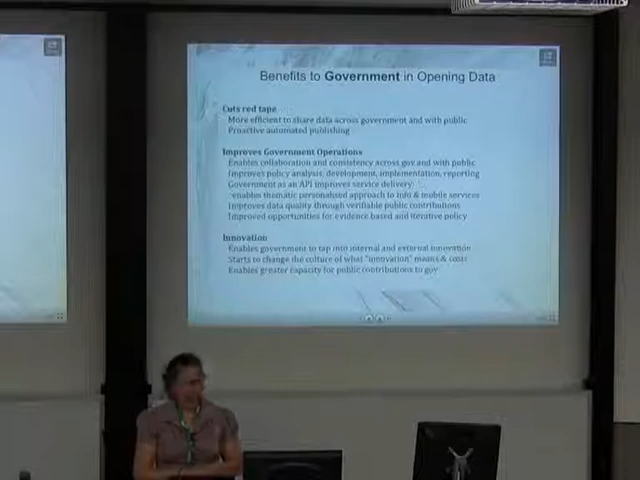 Benefits to Government in Opening Data
Cuts red tape
More efficient to share data across government and with public
Proactive automated publishing
Improves Government Operations
Enables collaboration and consistency across gov and with public
Improves policy analysis, development, implementation, reporting
Government as an API improves service delivery:
enables thematic personalised approach to info & mobile services
Improves data quality through verifiable public contributions
Improved opportunities for evidence based and iterative policy
Innovation
Enables government to tap into internal and external innovation
Starts to change the culture of what "innovation" means & costs
Enables greater capacity for public contributions to gov